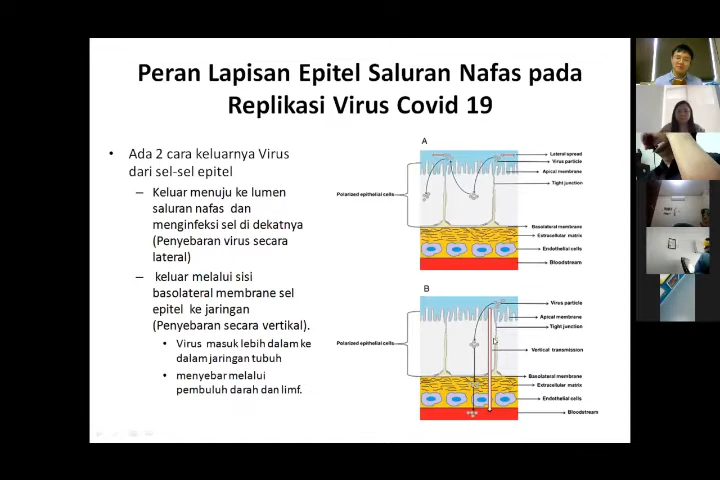 Peran Lapisan Epitel Saluran Nafas pada
Replikasi Virus Covid 19
• Ada 2 cara keluarnya Virus
dari sel-sel epitel
– Keluar menuju ke lumen
saluran nafas dan
menginfeksi sel di dekatnya
(Penyebaran virus secara
lateral)
– keluar melalui sisi
basolateral membrane sel
epitel ke jaringan
(Penyebaran secara vertikal).
• Virus masuk lebih dalam ke
dalam jaringan tubuh
• menyebar melalui
pembuluh darah dan limf.
A
Lateral spread
Virus particle
Apical membrane
Tight junction
Polarized epithelial cells
Basolateral membrane
Extracellular matrix
Endothelial cells
Bloodstream
B
Virus particle
Apical membrane
Tight junction
Polarized epithelial cells
Vertical transmission
Basolateral membrane
Extracellular matrix
Endothelial cells
Bloodstream